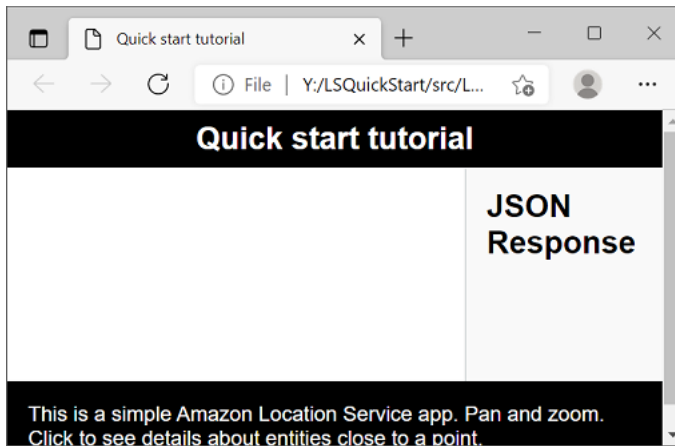 Quick start tutorial
File | Y:/LSQuickStart/src/L...
Quick start tutorial
JSON
Response
This is a simple Amazon Location Service app. Pan and zoom.
Click to see details about entities close to a point.